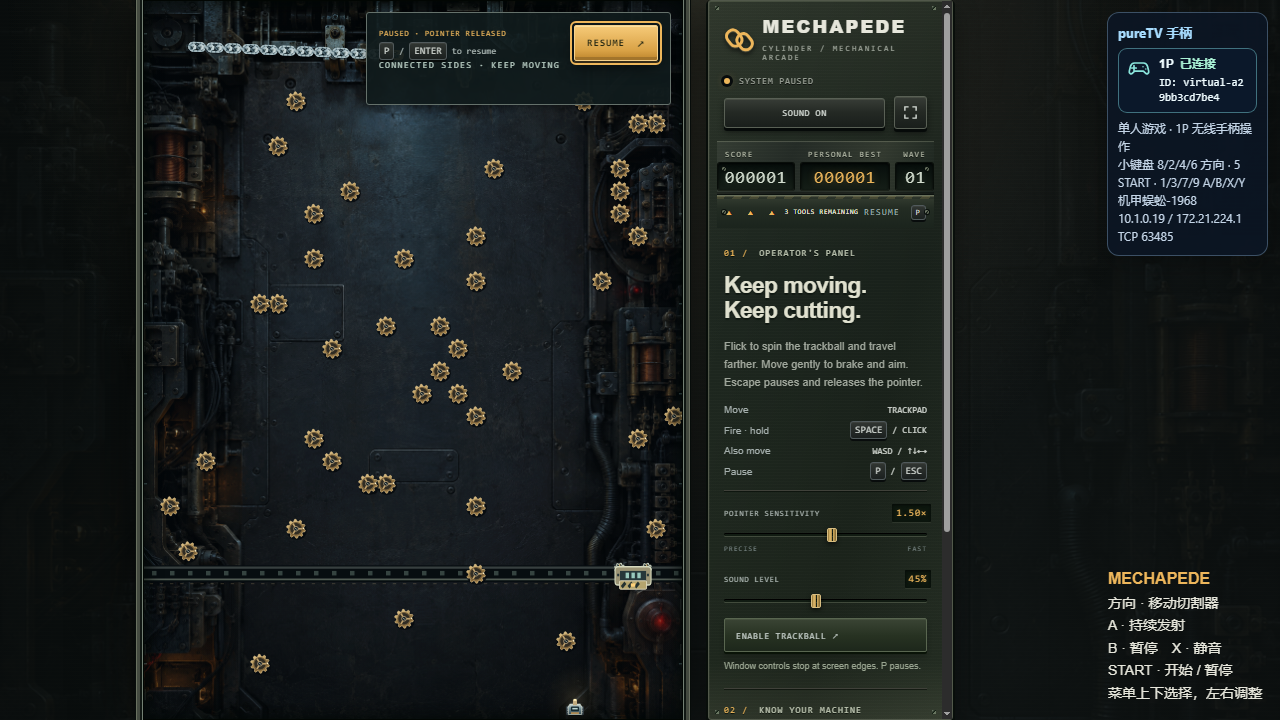 PAUSED · POINTER RELEASED
P / ENTER to resume
CONNECTED SIDES · KEEP MOVING
RESUME ↗
MECHAPEDE
CYLINDER / MECHANICAL
ARCADE
SYSTEM PAUSED
SOUND ON
SCORE PERSONAL BEST WAVE
000001 000001 01
3 TOOLS REMAINING RESUME P
01 / OPERATOR'S PANEL
Keep moving.
Keep cutting.
Flick to spin the trackball and travel
farther. Move gently to brake and aim.
Escape pauses and releases the pointer.
Move TRACKPAD
Fire · hold SPACE / CLICK
Also move WASD / ↑↓←→
Pause P / ESC
POINTER SENSITIVITY 1.50×
PRECISE FAST
SOUND LEVEL 45%
ENABLE TRACKBALL ↗
Window controls stop at screen edges. P pauses.
02 / KNOW YOUR MACHINE
pureTV 手柄
1P 已连接
ID: virtual-a2
9bb3cd7be4
单人游戏 · 1P 无线手柄操
作
小键盘 8/2/4/6 方向 · 5
START · 1/3/7/9 A/B/X/Y
机甲蜈蚣-1968
10.1.0.19 / 172.21.224.1
TCP 63485
MECHAPEDE
方向 · 移动切割器
A · 持续发射
B · 暂停 X · 静音
START · 开始 / 暂停
菜单上下选择，左右调整